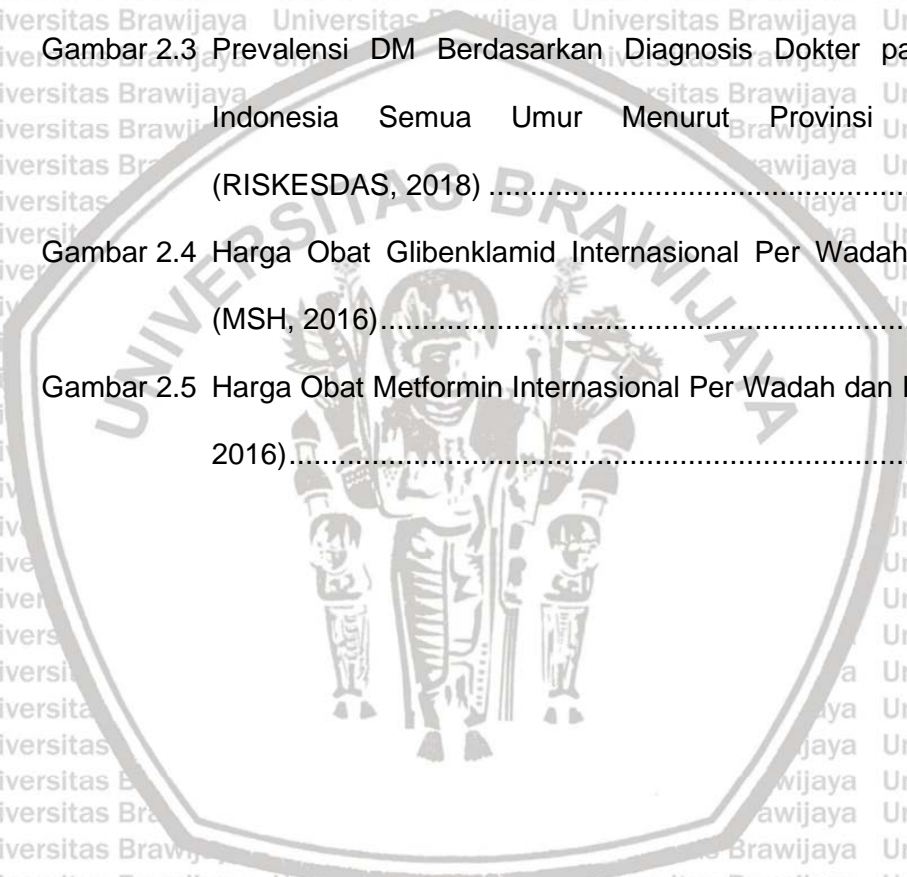 Gambar 2.3 Prevalensi DM Berdasarkan Diagnosis Dokter pa
Indonesia Semua Umur Menurut Provinsi
(RISKESDAS, 2018) ........................................................
Gambar 2.4 Harga Obat Glibenklamid Internasional Per Wadah
(MSH, 2016)........................................................................
Gambar 2.5 Harga Obat Metformin Internasional Per Wadah dan
2016)....................................................................................
UNIVERSITAS BRAWIJAYA